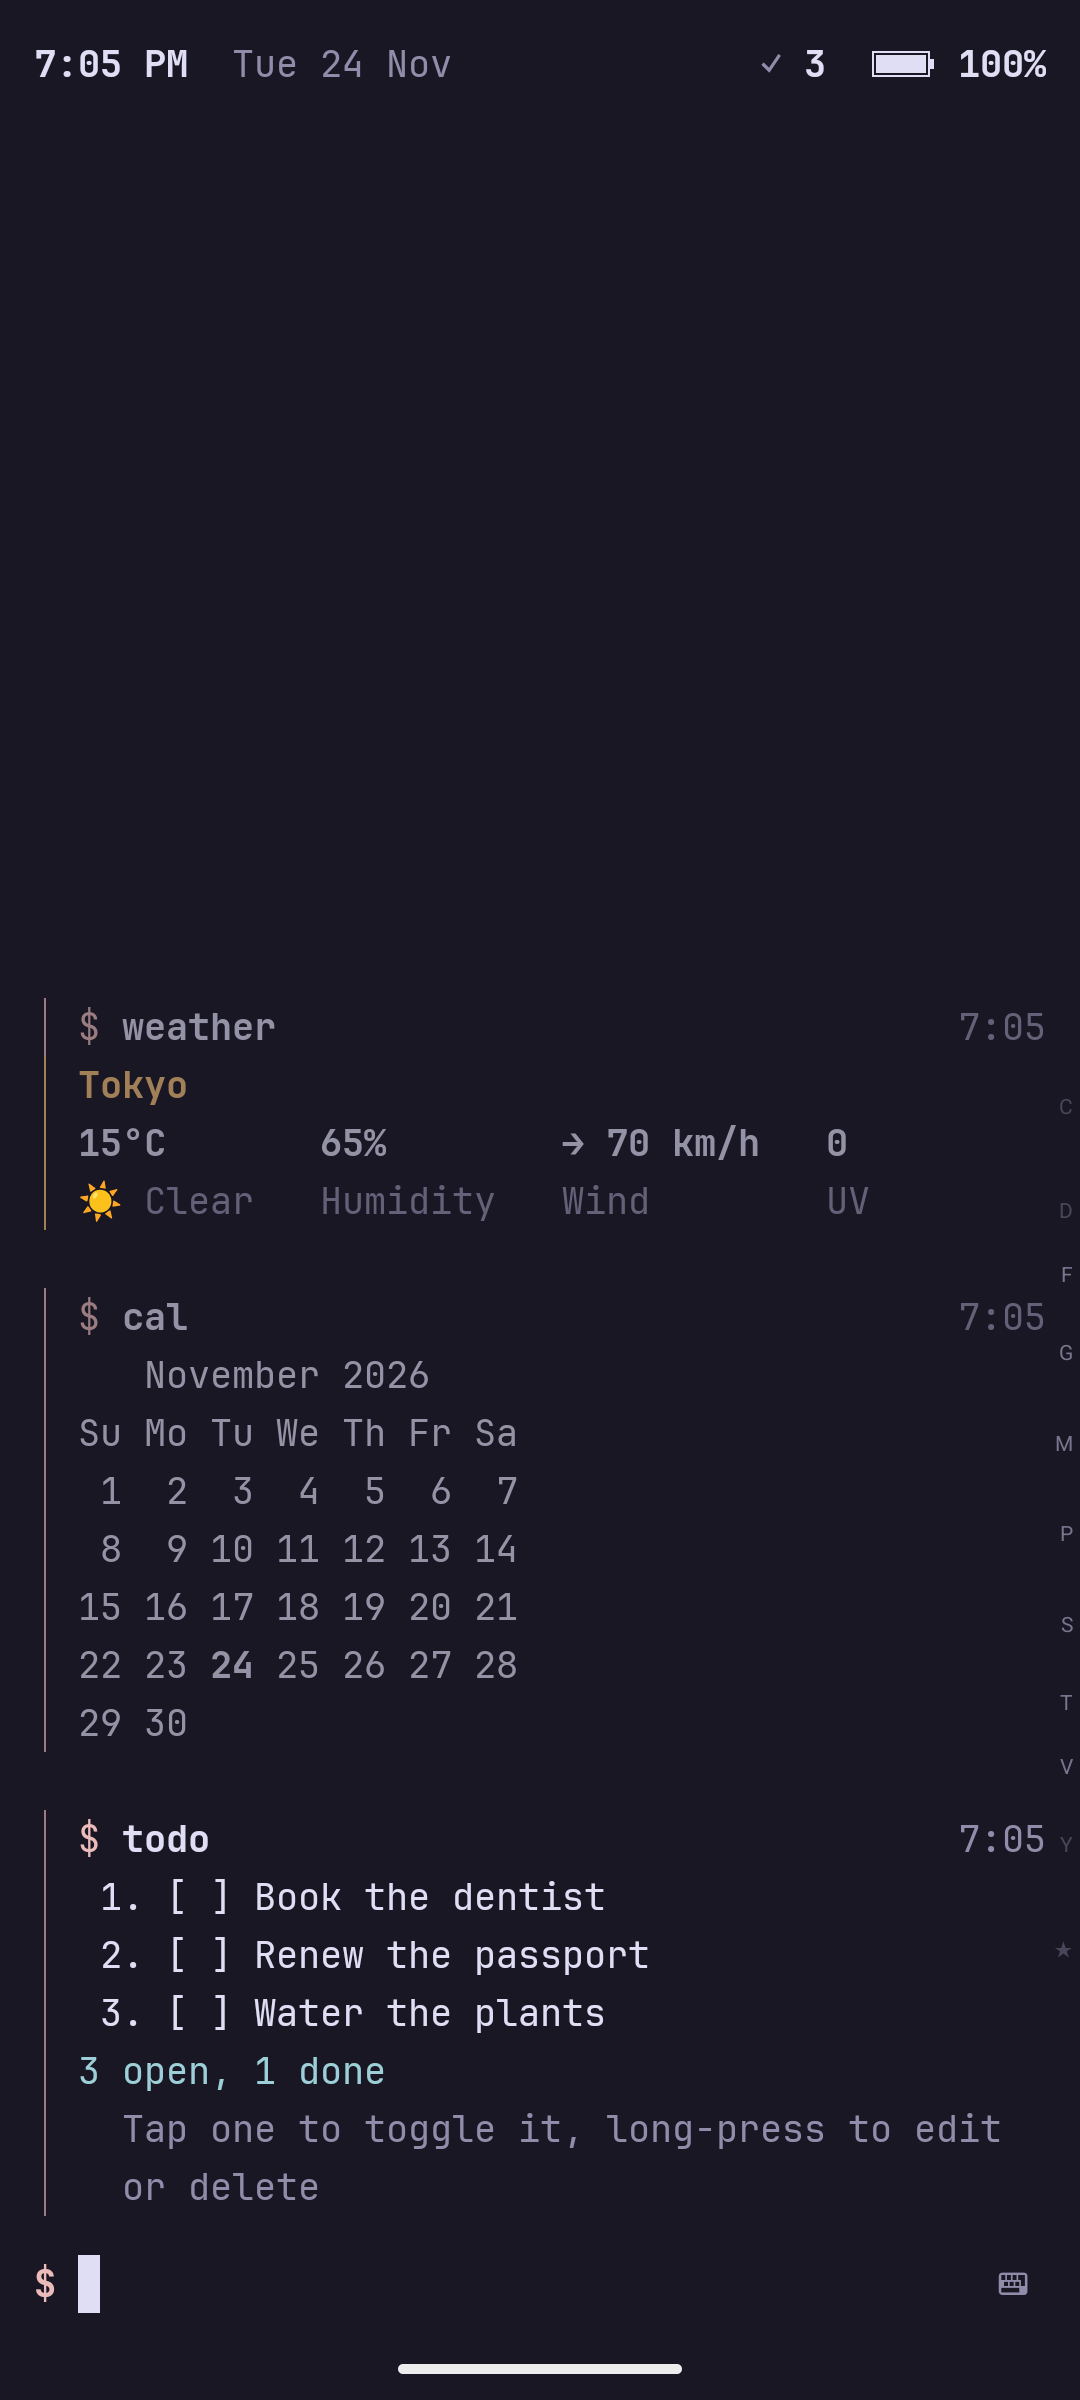 7:05 PM Tue 24 Nov ✓ 3 100%
$ weather 7:05
Tokyo
15°C 65% → 70 km/h 0
☀️ Clear Humidity Wind UV
$ cal 7:05
November 2026
Su Mo Tu We Th Fr Sa
1 2 3 4 5 6 7
8 9 10 11 12 13 14
15 16 17 18 19 20 21
22 23 24 25 26 27 28
29 30
$ todo 7:05
1. [ ] Book the dentist
2. [ ] Renew the passport
3. [ ] Water the plants
3 open, 1 done
Tap one to toggle it, long-press to edit
or delete
$
C
D
F
G
M
P
S
T
V
Y
★